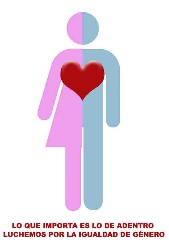 LO QUE IMPORTA ES LO DE ADENTRO
LUCHEMOS POR LA IGUALDAD DE GÉNERO